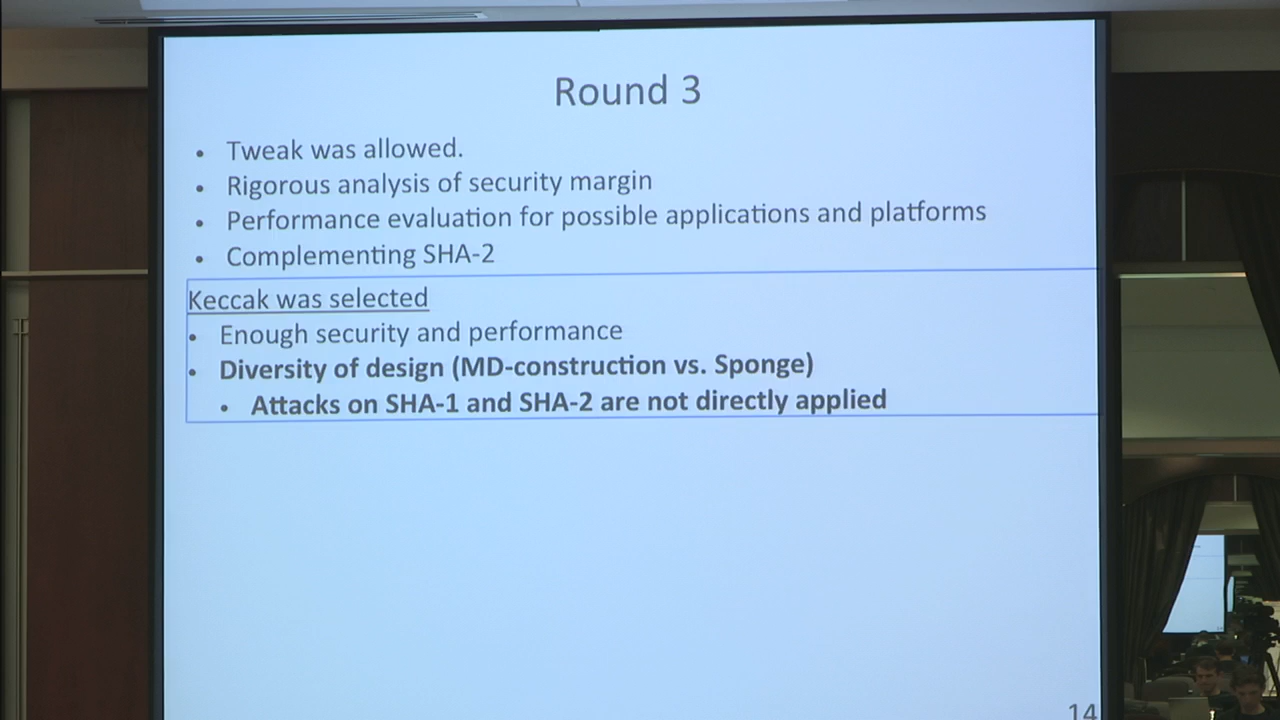 Round 3
• Tweak was allowed.
• Rigorous analysis of security margin
• Performance evaluation for possible applications and platforms
• Complementing SHA-2
Keccak was selected
• Enough security and performance
• Diversity of design (MD-construction vs. Sponge)
• Attacks on SHA-1 and SHA-2 are not directly applied
14